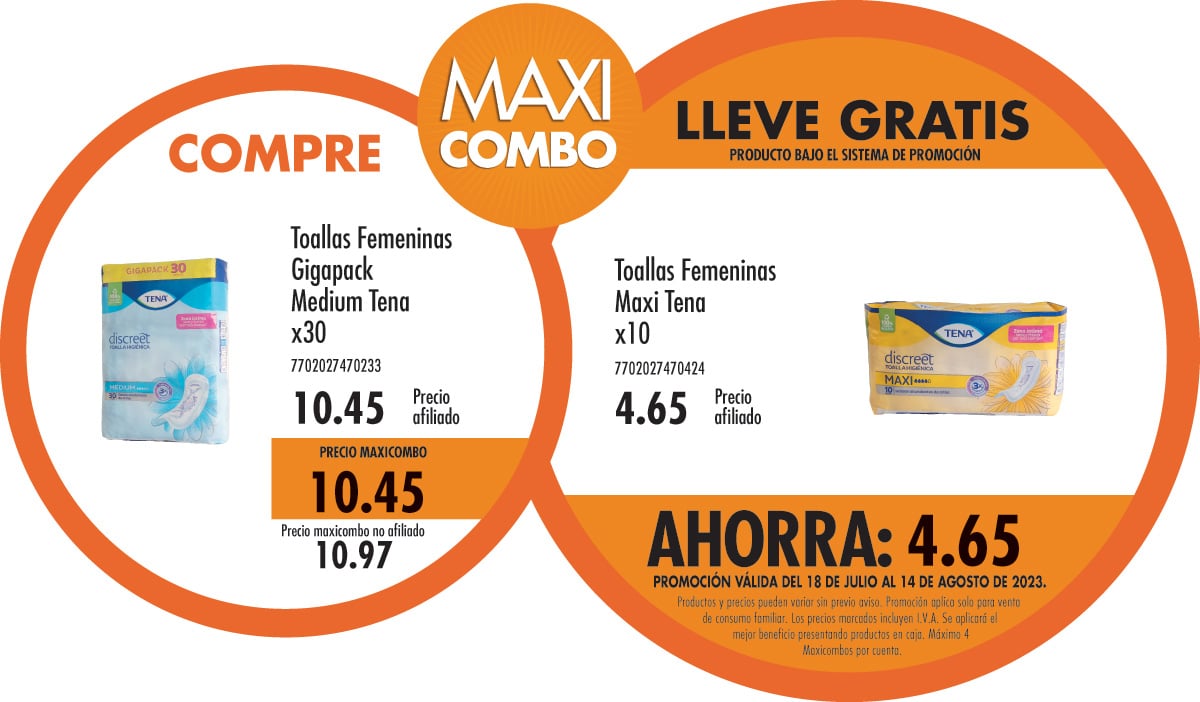 MAXI
COMBO
COMPRE
Toallas Femeninas
Gigapack
Medium Tena
x30
7702027470233
10.45 Precio afiliado
PRECIO MAXICOMBO
10.45
Precio maxicombo no afiliado
10.97
GIGAPACK 30
TENA
discreet
TOALLA HIGIÉNICA
MEDIUM
30
LLEVE GRATIS
PRODUCTO BAJO EL SISTEMA DE PROMOCIÓN
Toallas Femeninas
Maxi Tena
x10
7702027470424
4.65 Precio afiliado
TENA
discreet
TOALLA HIGIÉNICA
MAXI
10
AHORRA: 4.65
PROMOCIÓN VÁLIDA DEL 18 DE JULIO AL 14 DE AGOSTO DE 2023.
Productos y precios pueden variar sin previo aviso. Promoción aplica solo para venta
de consumo familiar. Los precios marcados incluyen I.V.A. Se aplicará el
mejor beneficio presentando productos en caja. Máximo 4
Maxicombos por cuenta.